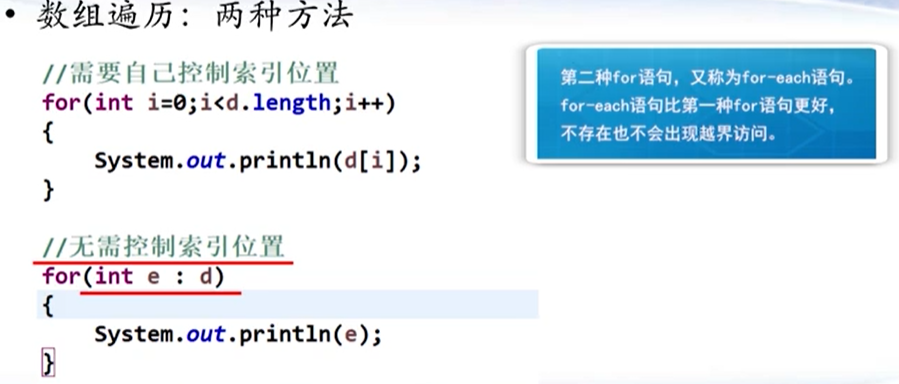 • 数组遍历：两种方法
//需要自己控制索引位置
for(int i=0;i<d.length;i++)
{
System.out.println(d[i]);
}
//无需控制索引位置
for(int e : d)
{
System.out.println(e);
}
第二种for语句，又称为for-each语句。
for-each语句比第一种for语句更好，
不存在也不会出现越界访问。